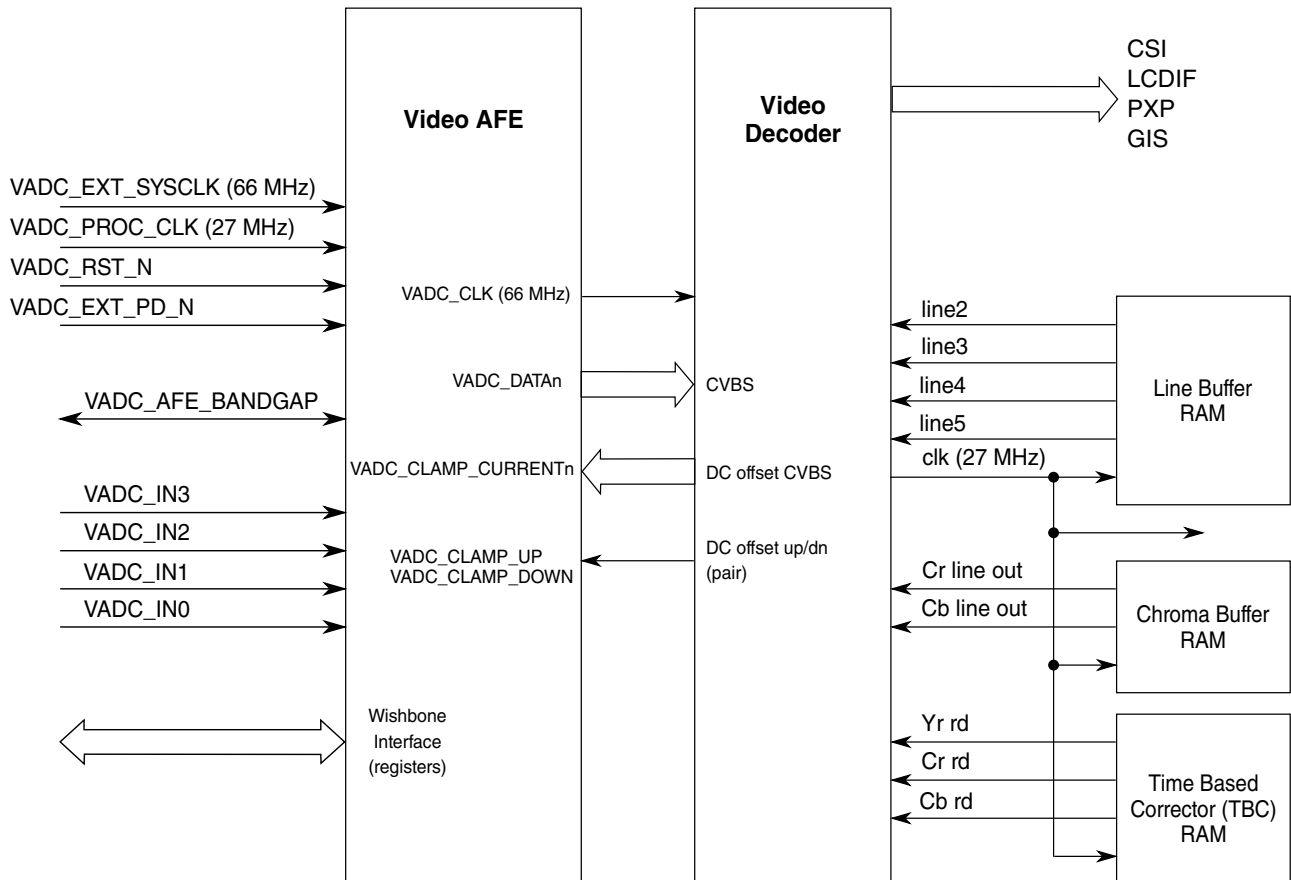 Video AFE
Video
Decoder
CSI
LCDIF
PXP
GIS
VADC_EXT_SYSCLK (66 MHz)
VADC_PROC_CLK (27 MHz)
VADC_RST_N
VADC_EXT_PD_N
VADC_AFE_BANDGAP
VADC_IN3
VADC_IN2
VADC_IN1
VADC_IN0
VADC_CLK (66 MHz)
VADC_DATAn
VADC_CLAMP_CURRENTn
VADC_CLAMP_UP
VADC_CLAMP_DOWN
Wishbone
Interface
(registers)
CVBS
DC offset CVBS
DC offset up/dn
(pair)
line2
line3
line4
line5
clk (27 MHz)
Line Buffer
RAM
Cr line out
Cb line out
Chroma Buffer
RAM
Yr rd
Cr rd
Cb rd
Time Based
Corrector (TBC)
RAM